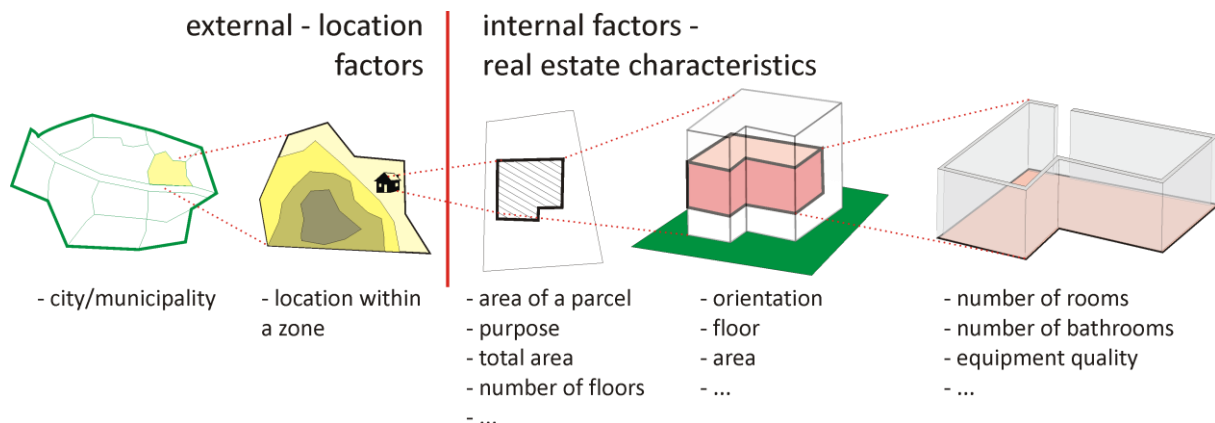 external - location
factors
internal factors -
real estate characteristics
- city/municipality
- location within
a zone
- area of a parcel
- purpose
- total area
- number of floors
- ...
- orientation
- floor
- area
- ...
- number of rooms
- number of bathrooms
- equipment quality
- ...